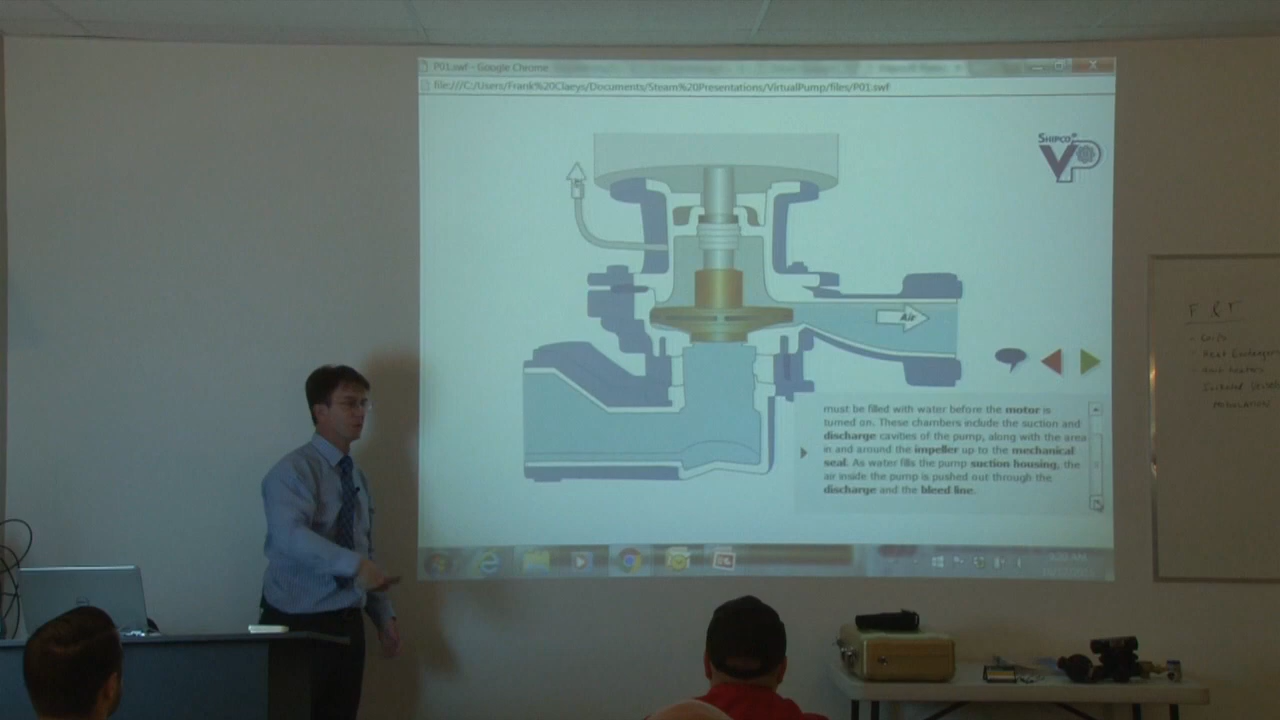 P01.swf - Google Chrome
file:///C:/Users/Frank%20Claeys/Documents/Steam%20Presentations/VirtualPump/files/P01.swf
SHIPCO®
VP
Air
must be filled with water before the motor is
turned on. These chambers include the suction and
discharge cavities of the pump, along with the area
in and around the impeller up to the mechanical
seal. As water fills the pump suction housing, the
air inside the pump is pushed out through the
discharge and the bleed line.
F & T